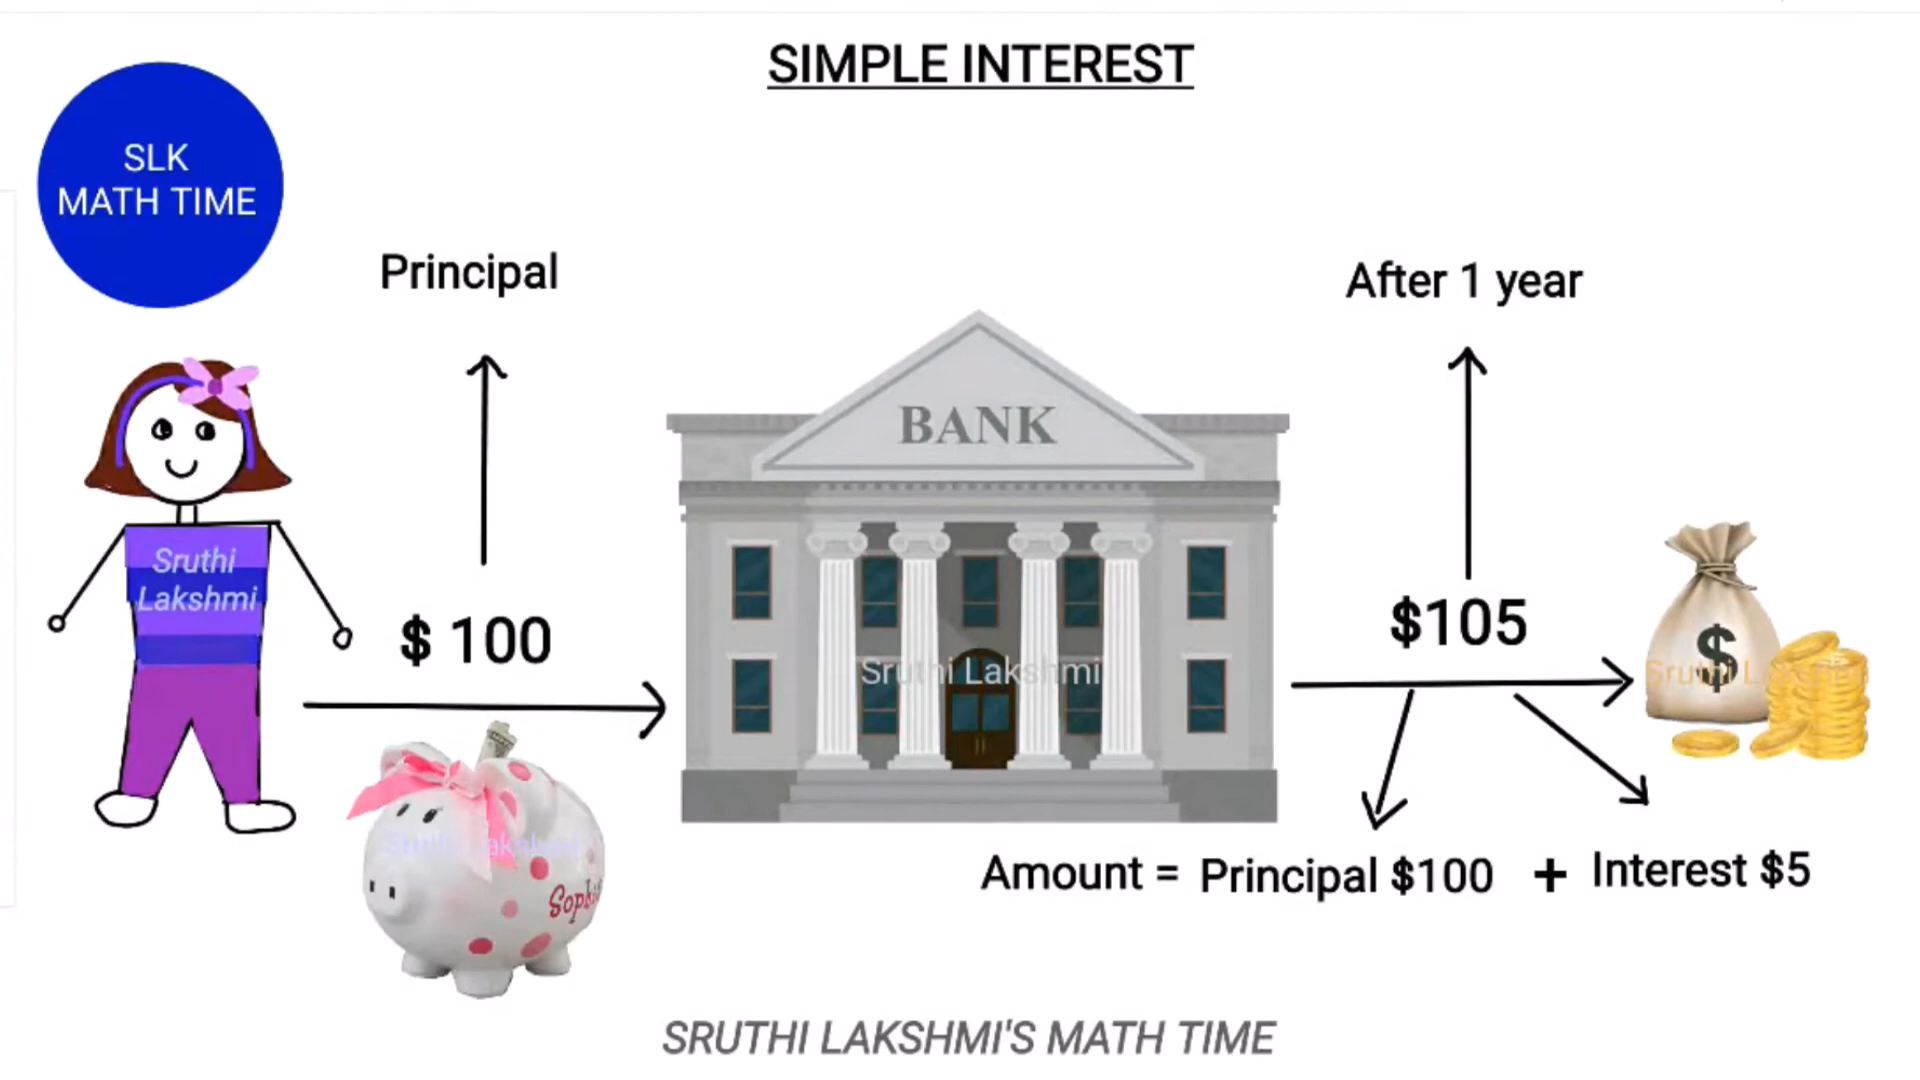 SIMPLE INTEREST
SLK
MATH TIME
Principal
After 1 year
BANK
Sruthi
Lakshmi
$ 100
$105
Sruthi Lakshmi
$
Amount = Principal $100 + Interest $5
SRUTHI LAKSHMI'S MATH TIME